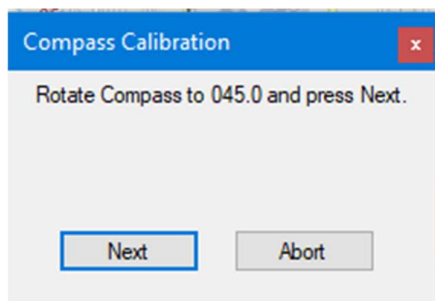 Compass Calibration
x
Rotate Compass to 045.0 and press Next.
Next
Abort